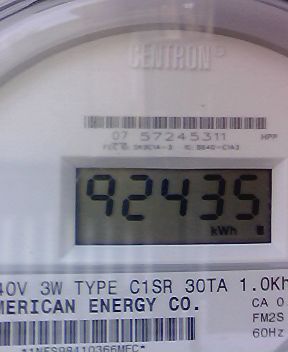 CENTRON
07 57245311 HPP
92435
kWh
40V 3W TYPE C1SR 30TA 1.0Kh
MERICAN ENERGY CO.
CA 0
FM2S
60Hz